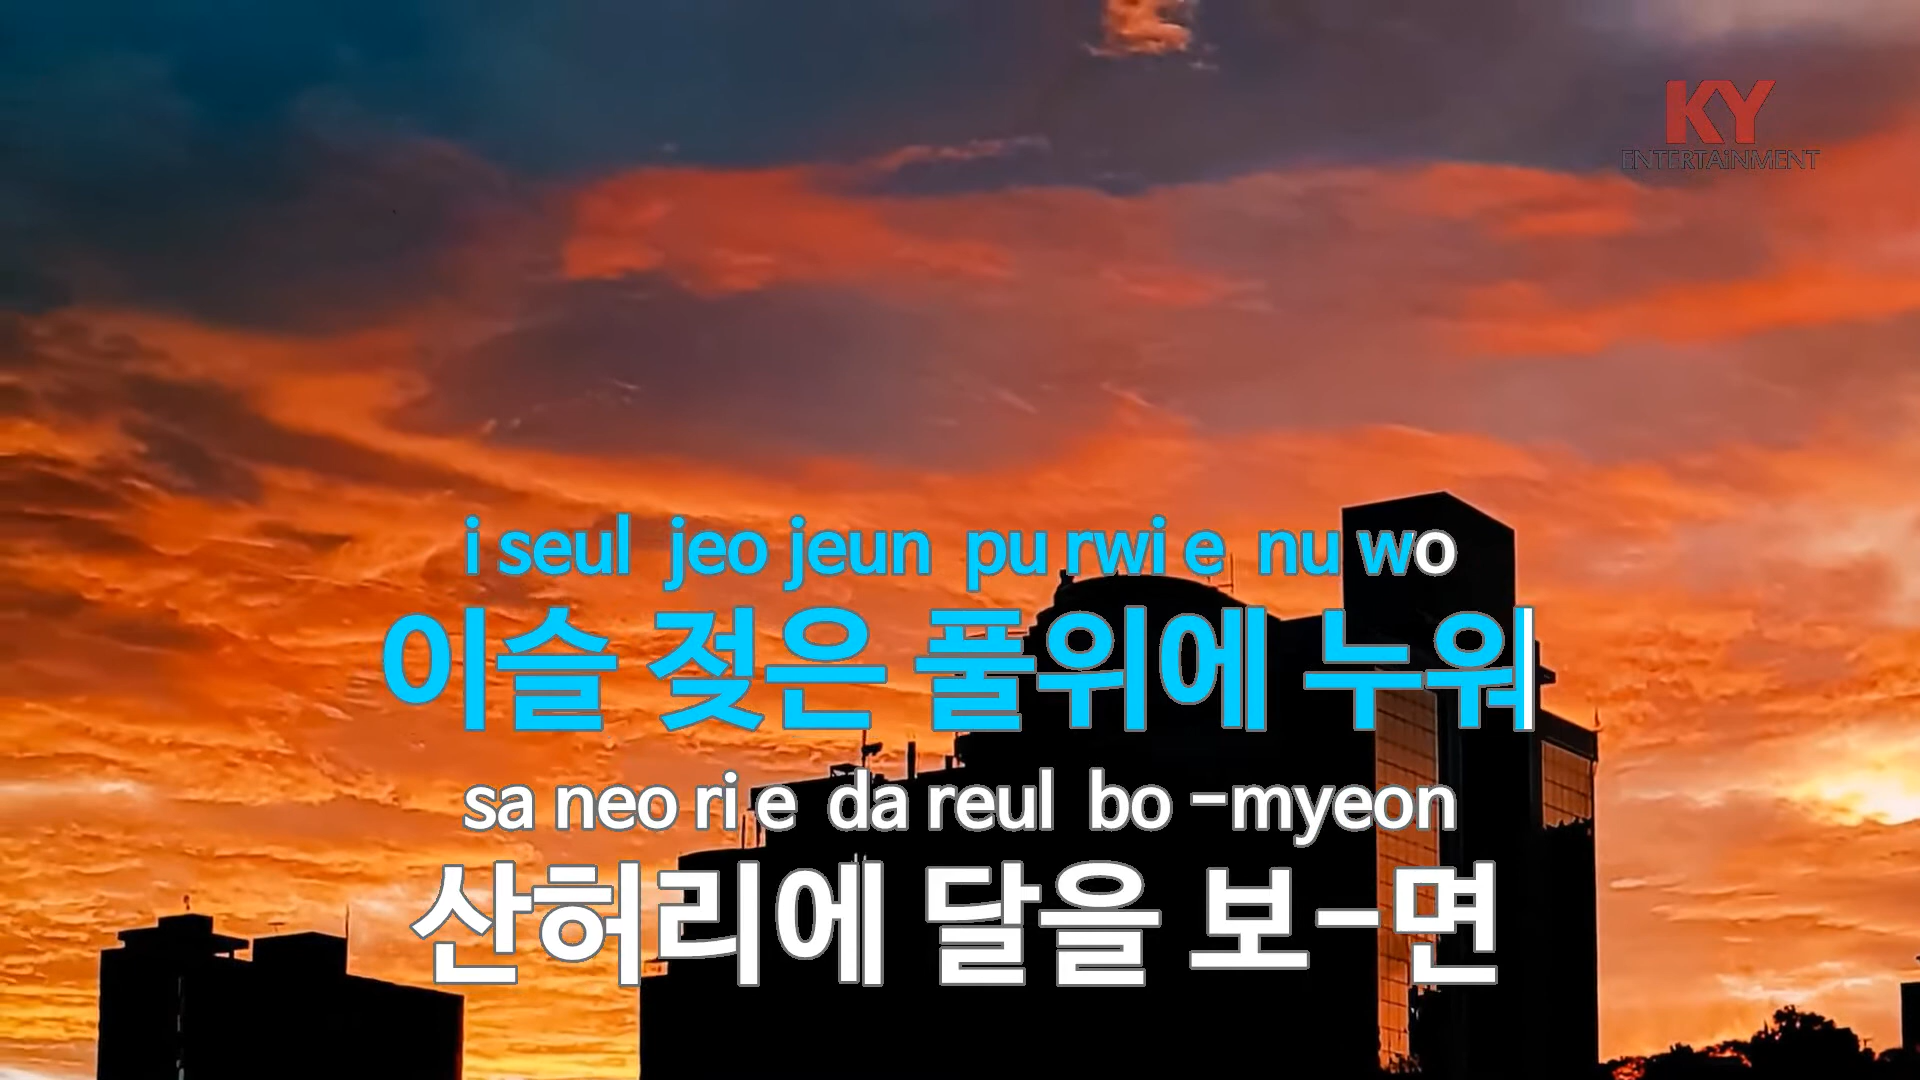 KY
ENTERTAiNMENT
i seul jeo jeun pu rwi e nu wo
이슬 젖은 풀위에 누워
sa neo ri e da reul bo -myeon
산허리에 달을 보-면